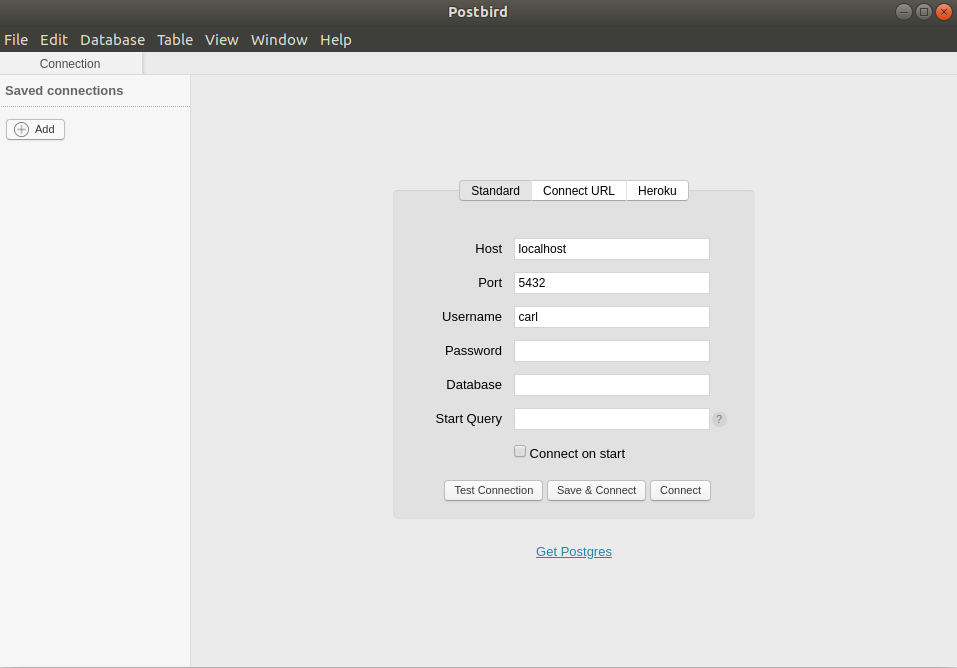 Postbird
File Edit Database Table View Window Help
Connection
Saved connections
Add
Standard Connect URL Heroku
Host localhost
Port 5432
Username carl
Password
Database
Start Query ?
Connect on start
Test Connection Save & Connect Connect
Get Postgres